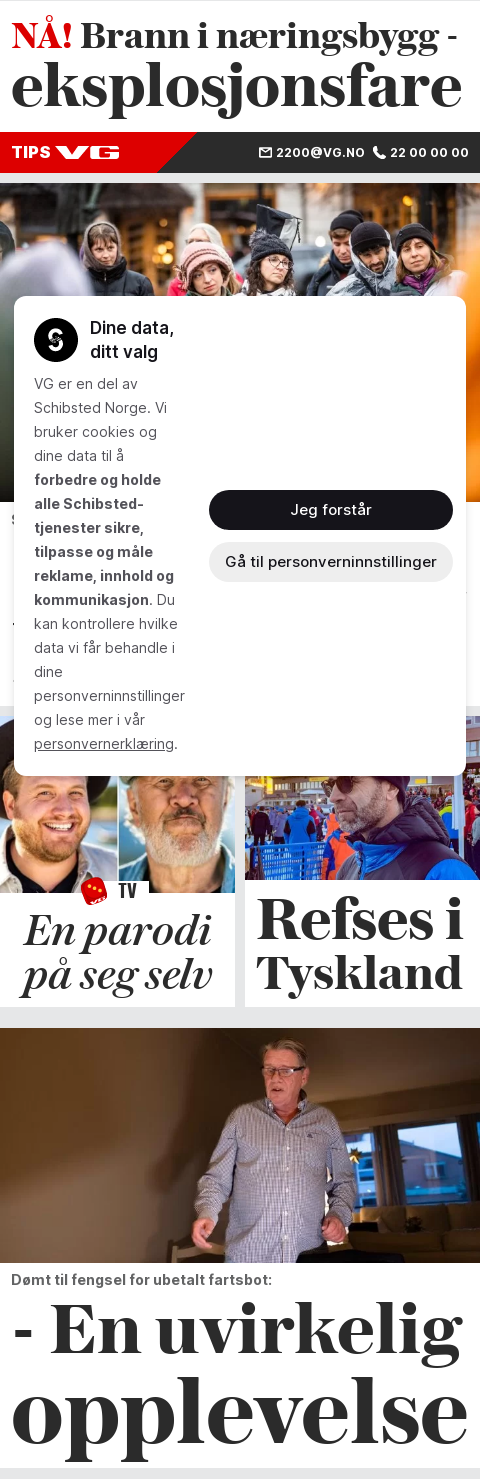 NÅ! Brann i næringsbygg -
eksplosjonsfare
TIPS VG
2200@VG.NO 22 00 00 00
Dine data,
ditt valg
VG er en del av
Schibsted Norge. Vi
bruker cookies og
dine data til å
forbedre og holde
alle Schibsted-
tjenester sikre,
tilpasse og måle
reklame, innhold og
kommunikasjon. Du
kan kontrollere hvilke
data vi får behandle i
dine
personverninnstillinger
og lese mer i vår
personvernerklæring.
Jeg forstår
Gå til personverninnstillinger
TV
En parodi
på seg selv
Refses i
Tyskland
Dømt til fengsel for ubetalt fartsbot:
- En uvirkelig
opplevelse